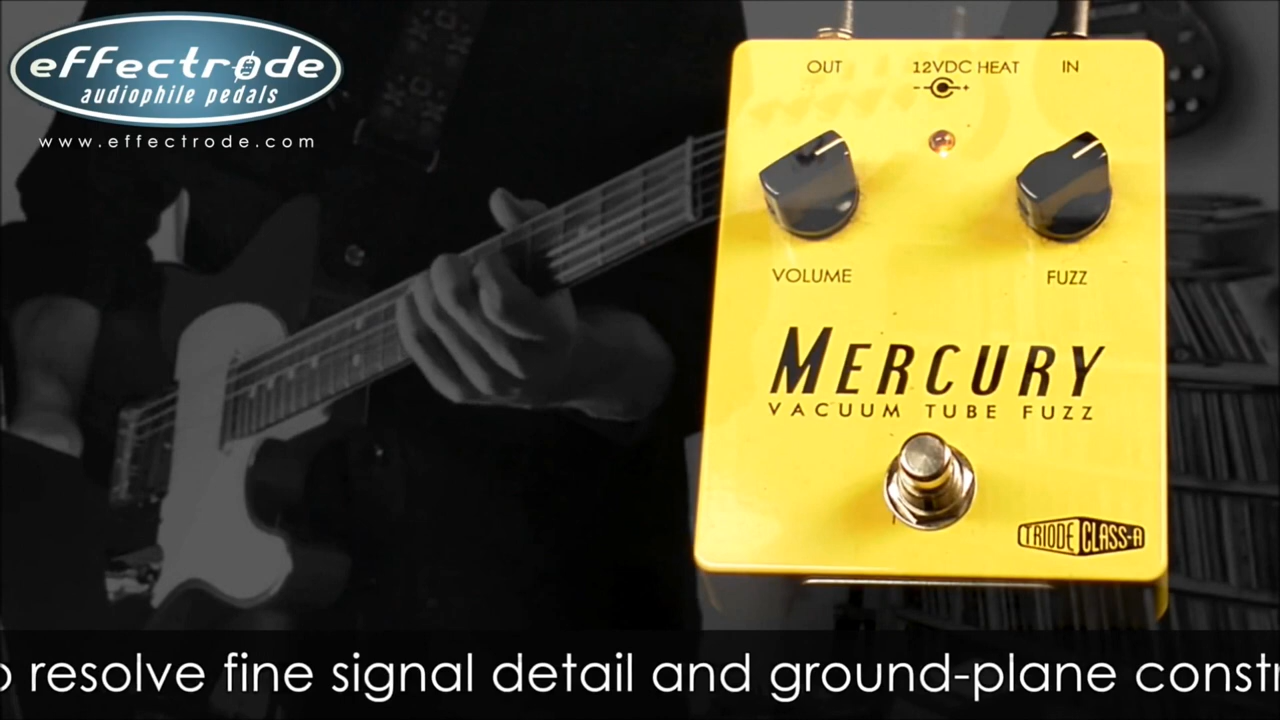 effectrode
audiophile pedals
www.effectrode.com
OUT
12VDC HEAT
IN
VOLUME
FUZZ
MERCURY
VACUUM TUBE FUZZ
TRIODE CLASS-A
resolve fine signal detail and ground-plane